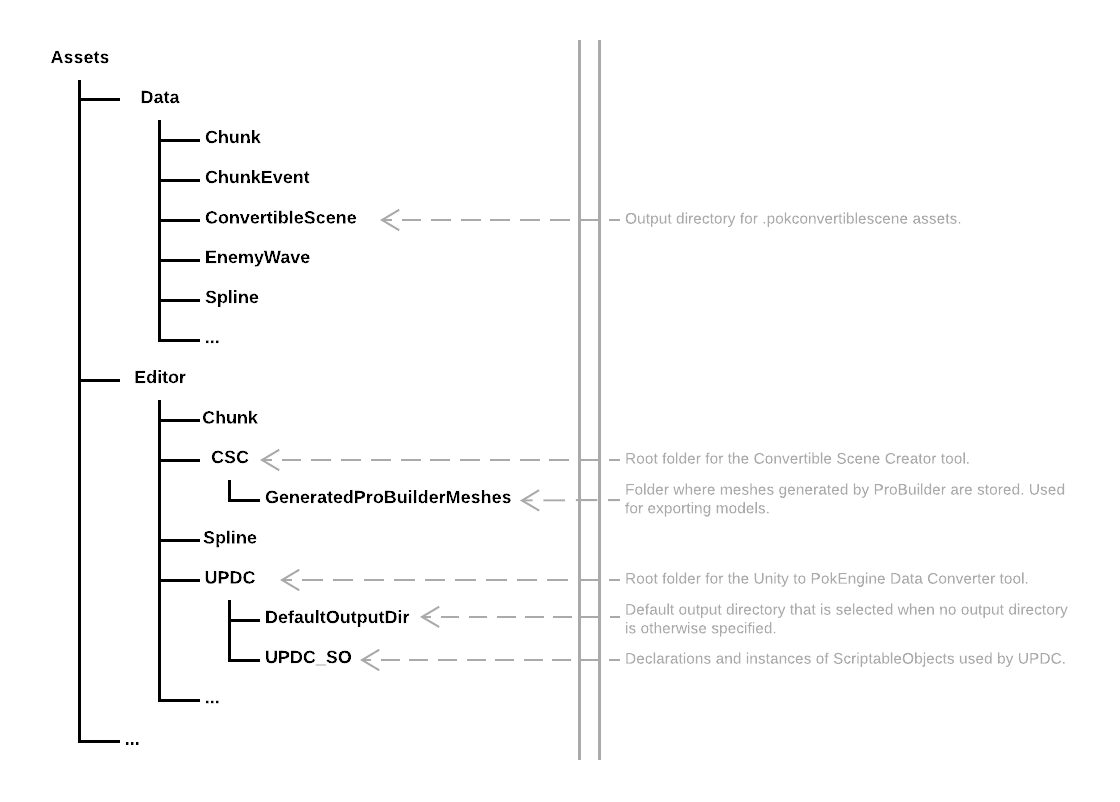 Assets
Data
Chunk
ChunkEvent
ConvertibleScene
Output directory for .pokconvertiblescene assets.
EnemyWave
Spline
...
Editor
Chunk
CSC
Root folder for the Convertible Scene Creator tool.
GeneratedProBuilderMeshes
Folder where meshes generated by ProBuilder are stored. Used
for exporting models.
Spline
UPDC
Root folder for the Unity to PokEngine Data Converter tool.
DefaultOutputDir
Default output directory that is selected when no output directory
is otherwise specified.
UPDC_SO
Declarations and instances of ScriptableObjects used by UPDC.
...
...